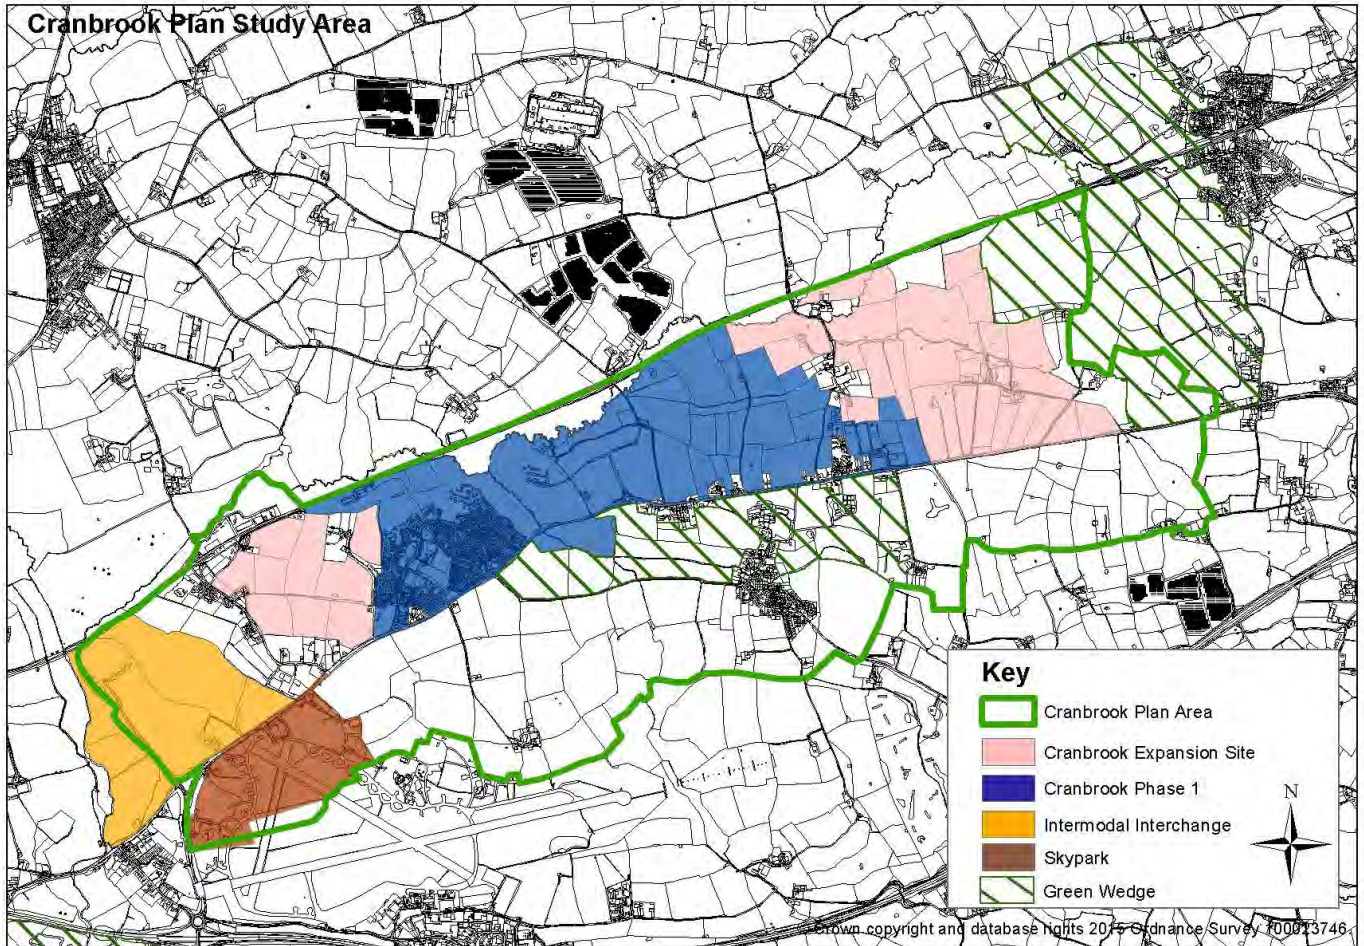 Cranbrook Plan Study Area
Key
Cranbrook Plan Area
Cranbrook Expansion Site
Cranbrook Phase 1
Intermodal Interchange
Skypark
Green Wedge
N
Crown copyright and database rights 2015 Ordnance Survey 100023746